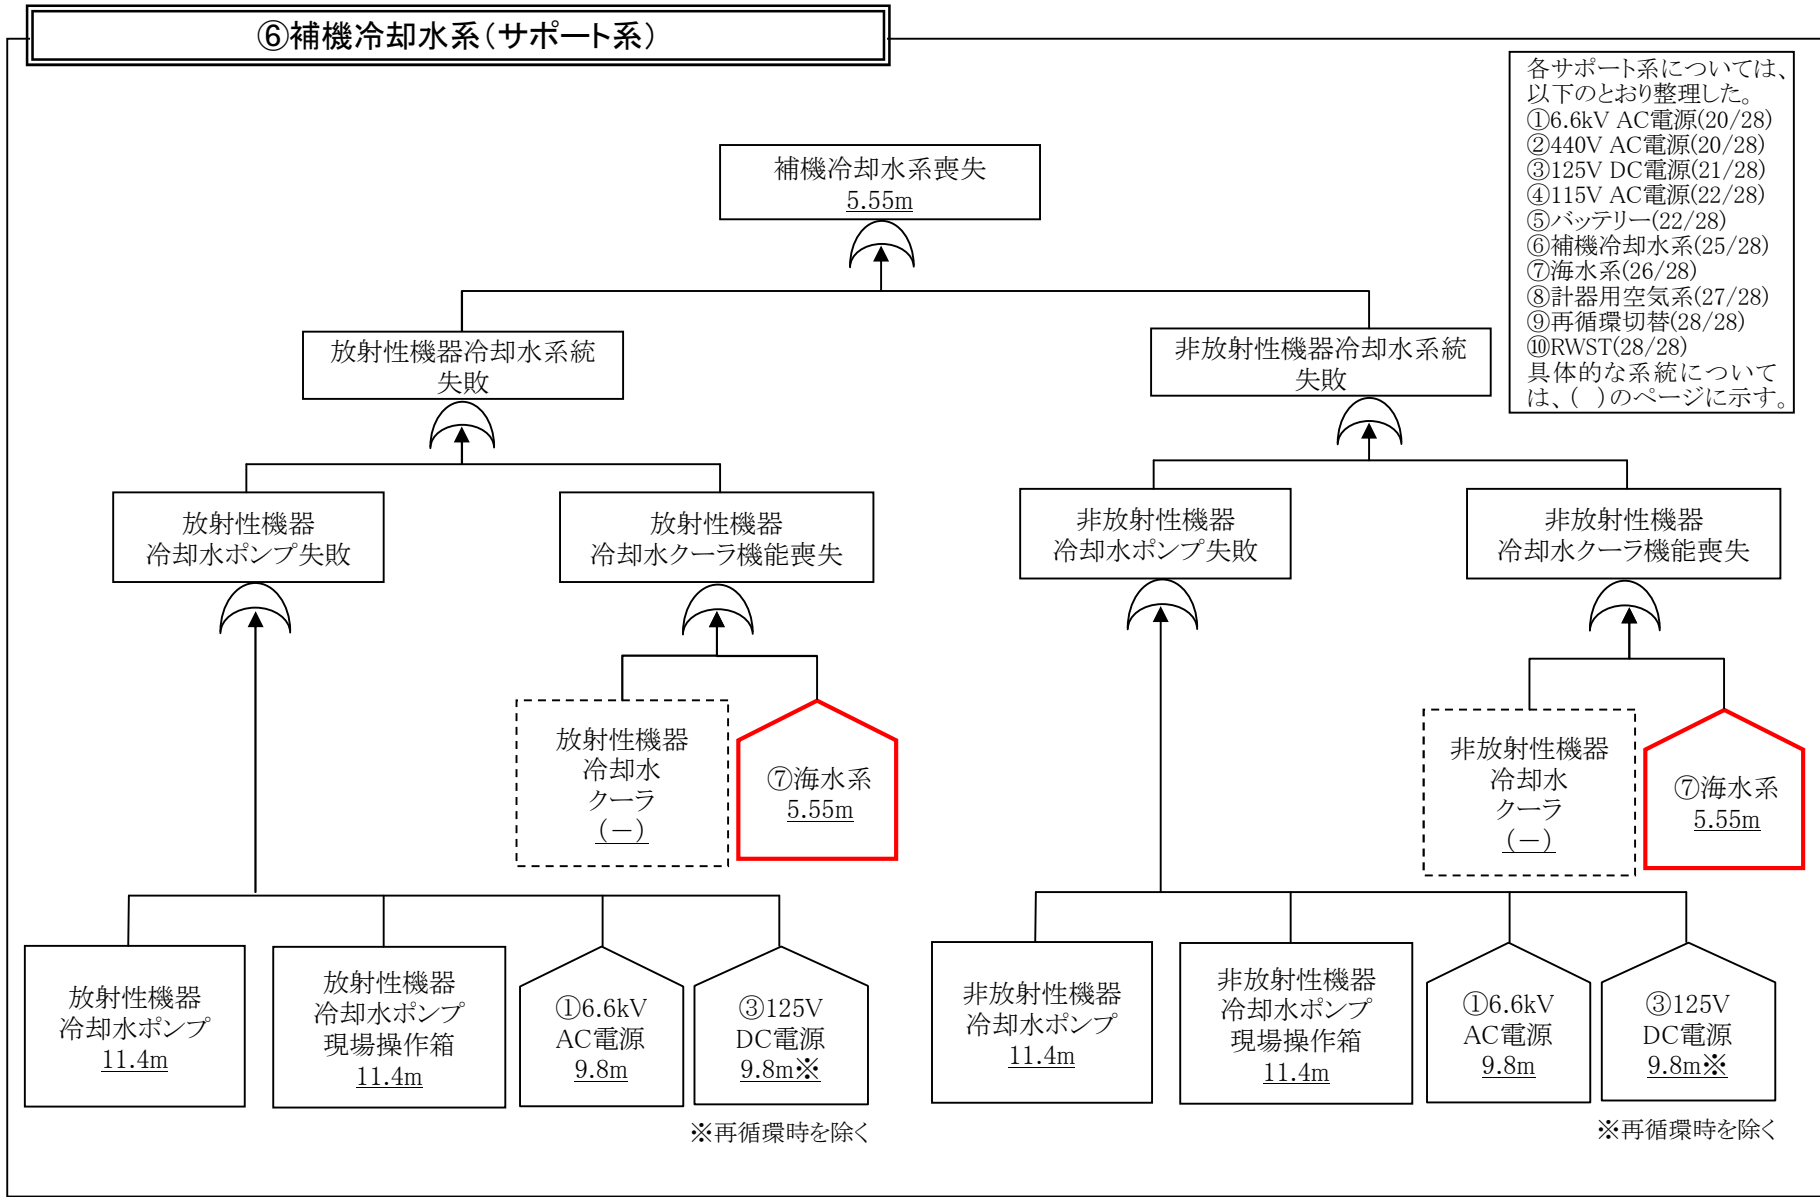 ⑥補機冷却水系(サポート系)
各サポート系については、
以下のとおり整理した。
①6.6kV AC電源(20/28)
②440V AC電源(20/28)
③125V DC電源(21/28)
④115V AC電源(22/28)
⑤バッテリー(22/28)
⑥補機冷却水系(25/28)
⑦海水系(26/28)
⑧計器用空気系(27/28)
⑨再循環切替(28/28)
⑩RWST(28/28)
具体的な系統について
は、( )のページに示す。
補機冷却水系喪失
5.55m
放射性機器冷却水系統
失敗
非放射性機器冷却水系統
失敗
放射性機器
冷却水ポンプ失敗
放射性機器
冷却水クーラ機能喪失
非放射性機器
冷却水ポンプ失敗
非放射性機器
冷却水クーラ機能喪失
放射性機器
冷却水
クーラ
(-)
⑦海水系
5.55m
非放射性機器
冷却水
クーラ
(-)
⑦海水系
5.55m
放射性機器
冷却水ポンプ
11.4m
放射性機器
冷却水ポンプ
現場操作箱
11.4m
①6.6kV
AC電源
9.8m
③125V
DC電源
9.8m※
※再循環時を除く
非放射性機器
冷却水ポンプ
11.4m
非放射性機器
冷却水ポンプ
現場操作箱
11.4m
①6.6kV
AC電源
9.8m
③125V
DC電源
9.8m※
※再循環時を除く